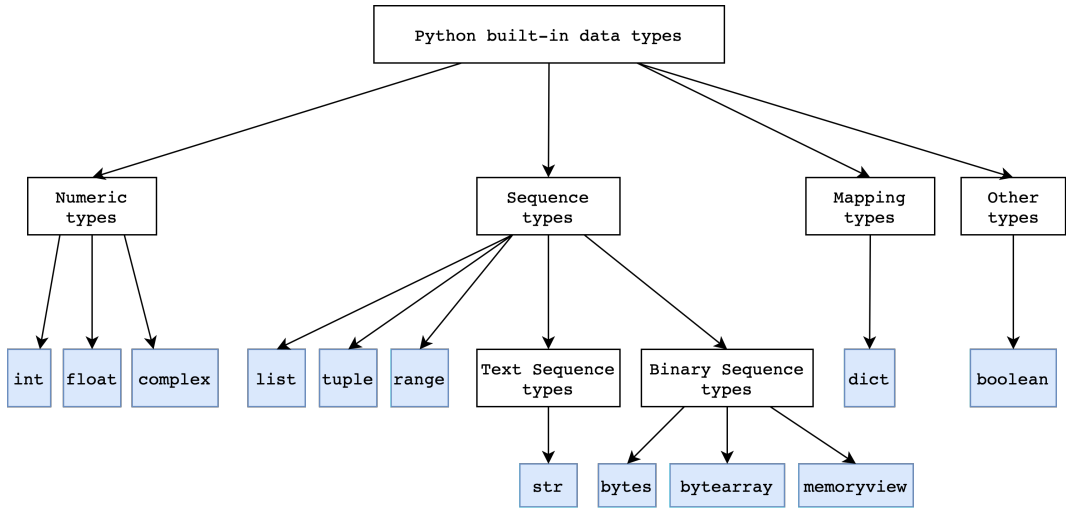 Python built-in data types
Numeric
types
Sequence
types
Mapping
types
Other
types
int
float
complex
list
tuple
range
Text Sequence
types
Binary Sequence
types
dict
boolean
str
bytes
bytearray
memoryview